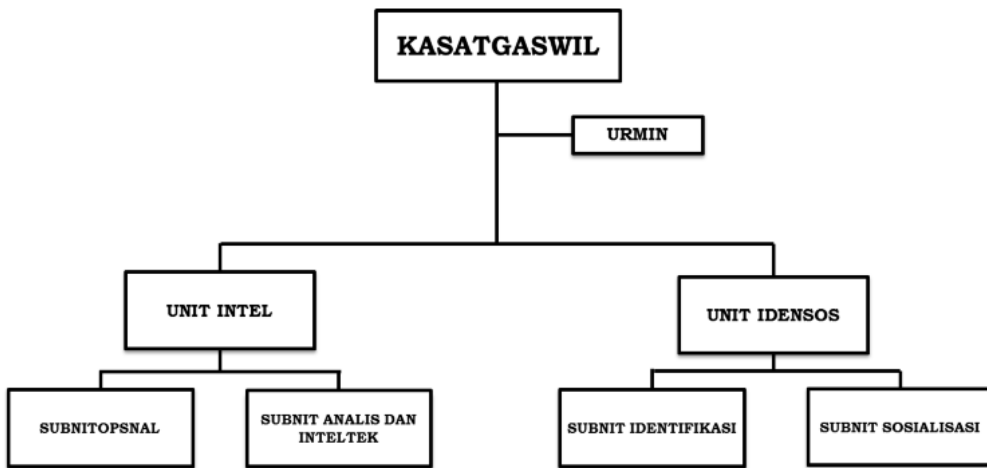 KASATGASWIL
URMIN
UNIT INTEL
UNIT IDENSOS
SUBNITOPSNAL
SUBNIT ANALIS DAN
INTELTEK
SUBNIT IDENTIFIKASI
SUBNIT SOSIALISASI